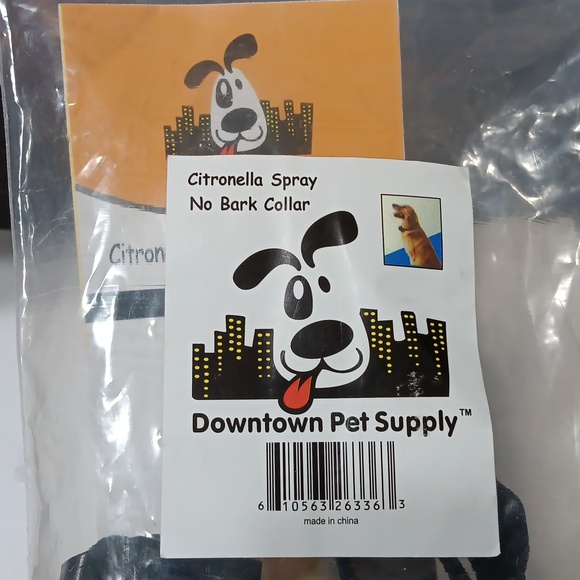 Citron
Citronella Spray
No Bark Collar
Downtown Pet Supply™
6 10563 26336 3
made in china